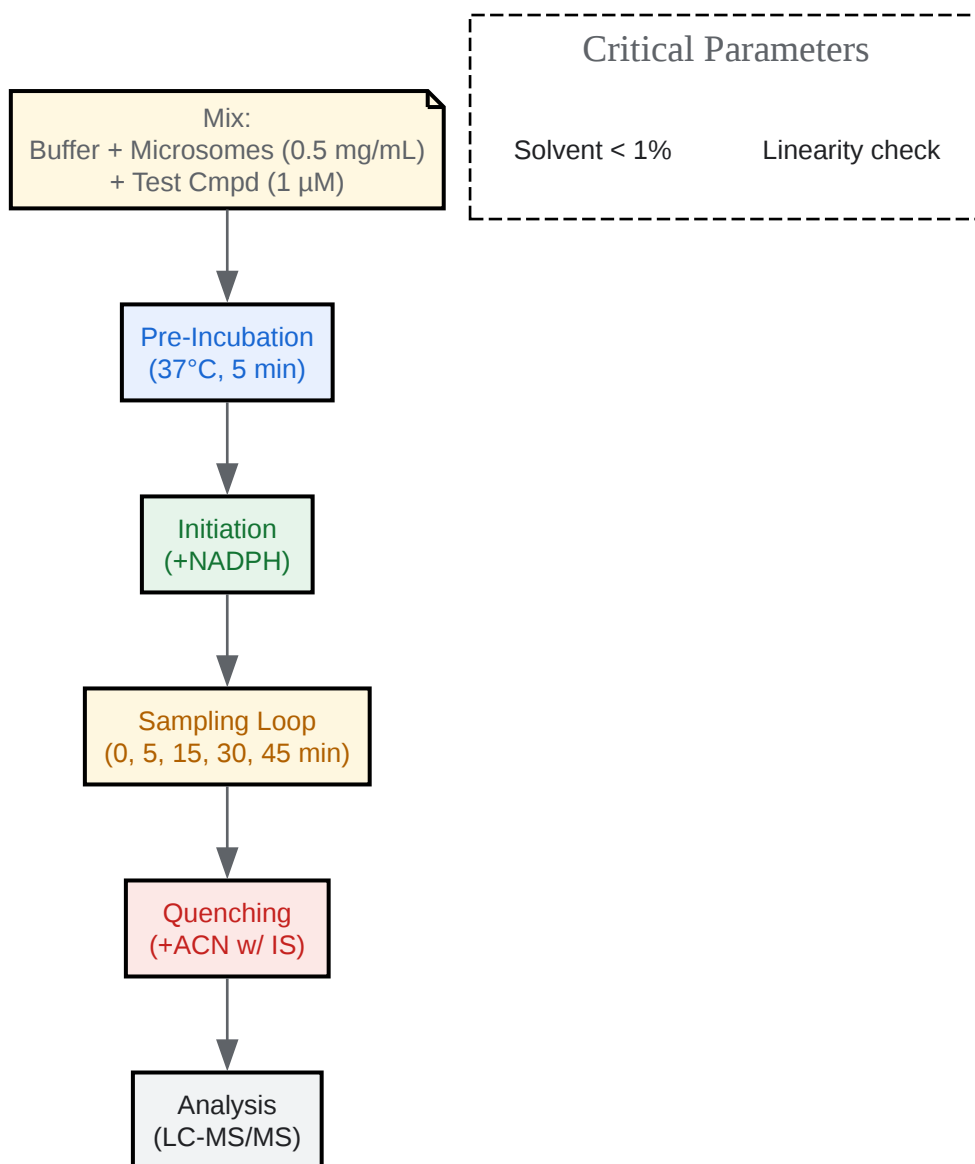 Critical Parameters
Solvent < 1%
Linearity check
Mix:
Buffer + Microsomes (0.5 mg/mL)
+ Test Cmpd (1 µM)
Pre-Incubation
(37°C, 5 min)
Initiation
(+NADPH)
Sampling Loop
(0, 5, 15, 30, 45 min)
Quenching
(+ACN w/ IS)
Analysis
(LC-MS/MS)